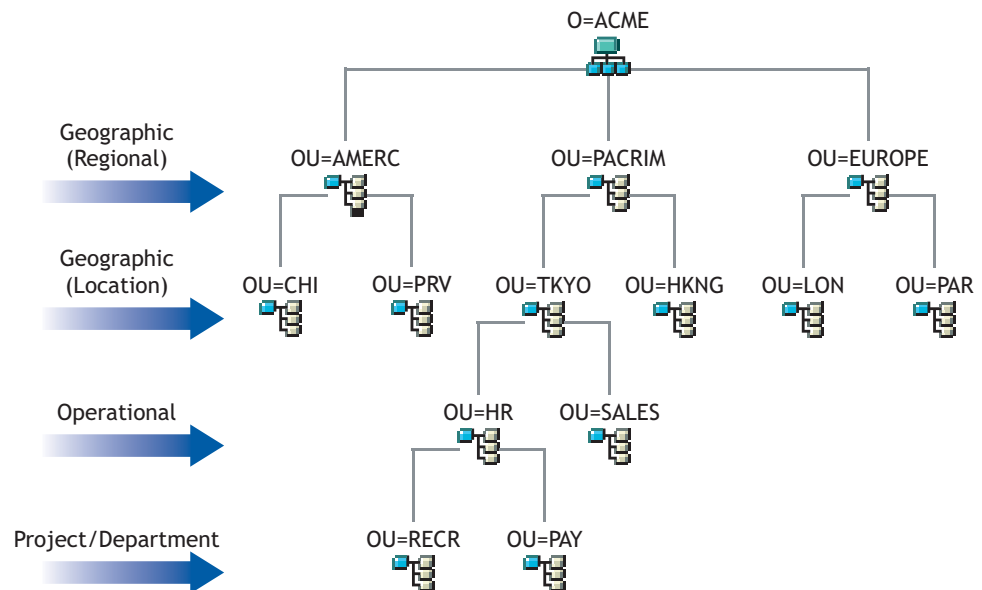 O=ACME
Geographic
(Regional)
OU=AMERC
OU=PACRIM
OU=EUROPE
Geographic
(Location)
OU=CHI
OU=PRV
OU=TKYO
OU=HKNG
OU=LON
OU=PAR
Operational
OU=HR
OU=SALES
Project/Department
OU=RECR
OU=PAY